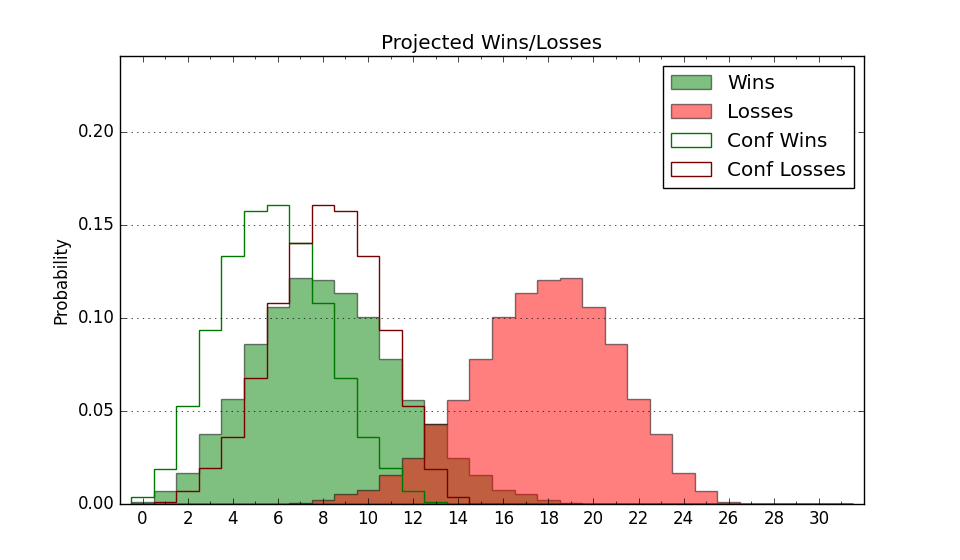 Projected Wins/Losses
Wins
Losses
Conf Wins
Conf Losses
Probability
0.20
0.15
0.10
0.05
0.00
0 2 4 6 8 10 12 14 16 18 20 22 24 26 28 30